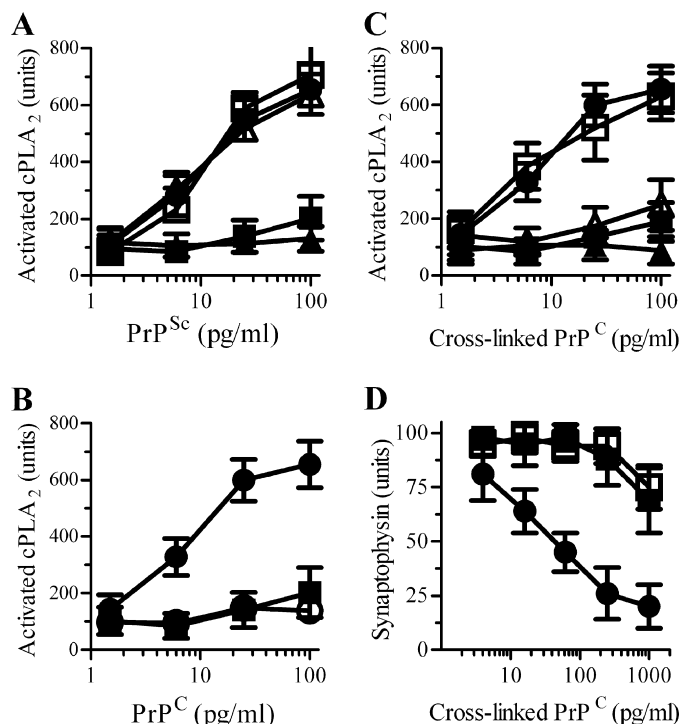 A
800
600
400
200
0
Activated cPLA2 (units)
1 10 100
PrPSc (pg/ml)
C
800
600
400
200
0
Activated cPLA2 (units)
1 10 100
Cross-linked PrPC (pg/ml)
B
800
600
400
200
0
Activated cPLA2 (units)
1 10 100
PrPC (pg/ml)
D
100
75
50
25
0
Synaptophysin (units)
10 100 1000
Cross-linked PrPC (pg/ml)